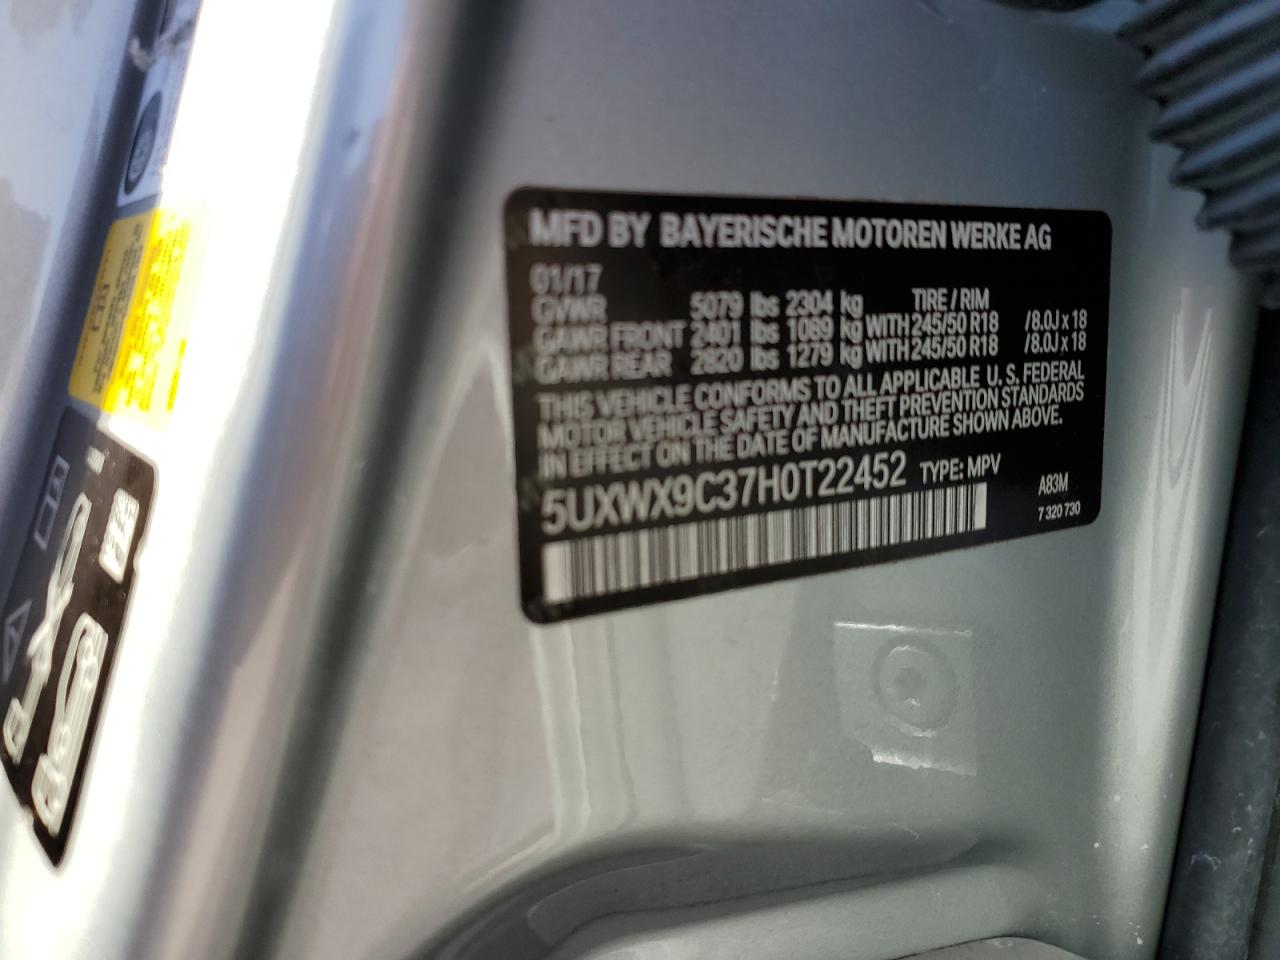 MFD BY BAYERISCHE MOTOREN WERKE AG
01/17
GVWR 5079 lbs 2304 kg TIRE / RIM
GAWR FRONT 2401 lbs 1089 kg WITH 245/50 R18 /8.0J x 18
GAWR REAR 2820 lbs 1279 kg WITH 245/50 R18 /8.0J x 18
THIS VEHICLE CONFORMS TO ALL APPLICABLE U. S. FEDERAL
MOTOR VEHICLE SAFETY AND THEFT PREVENTION STANDARDS
IN EFFECT ON THE DATE OF MANUFACTURE SHOWN ABOVE.
5UXWX9C37H0T22452 TYPE: MPV
A83M
7 320 730